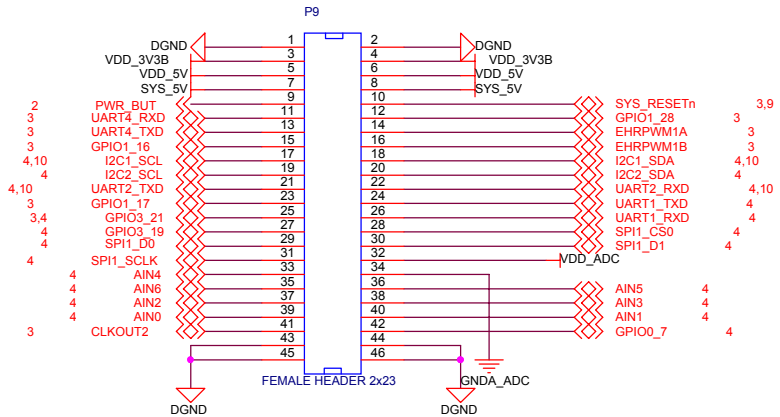 P9
DGND 1 2 DGND
VDD_3V3B 3 4 VDD_3V3B
VDD_5V 5 6 VDD_5V
SYS_5V 7 8 SYS_5V
2 PWR_BUT 9 10 SYS_RESETn 3,9
3 UART4_RXD 11 12 GPIO1_28 3
3 UART4_TXD 13 14 EHRPWM1A 3
3 GPIO1_16 15 16 EHRPWM1B 3
4,10 I2C1_SCL 17 18 I2C1_SDA 4,10
4 I2C2_SCL 19 20 I2C2_SDA 4
4,10 UART2_TXD 21 22 UART2_RXD 4,10
3 GPIO1_17 23 24 UART1_TXD 4
3,4 GPIO3_21 25 26 UART1_RXD 4
4 GPIO3_19 27 28 SPI1_CS0 4
4 SPI1_D0 29 30 SPI1_D1 4
4 SPI1_SCLK 31 32 VDD_ADC
4 AIN4 33 34
4 AIN6 35 36 AIN5 4
4 AIN2 37 38 AIN3 4
4 AIN0 39 40 AIN1 4
3 CLKOUT2 41 42 GPIO0_7 4
43 44
45 46
FEMALE HEADER 2x23 GNDA_ADC
DGND DGND